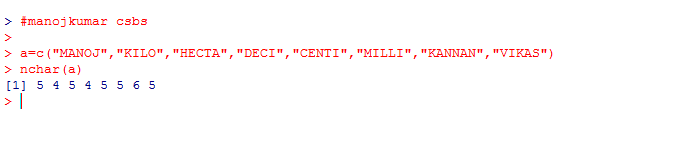 > #manojkumar csbs
>
> a=c("MANOJ","KILO","HECTA","DECI","CENTI","MILLI","KANNAN","VIKAS")
> nchar(a)
[1] 5 4 5 4 5 5 6 5
>